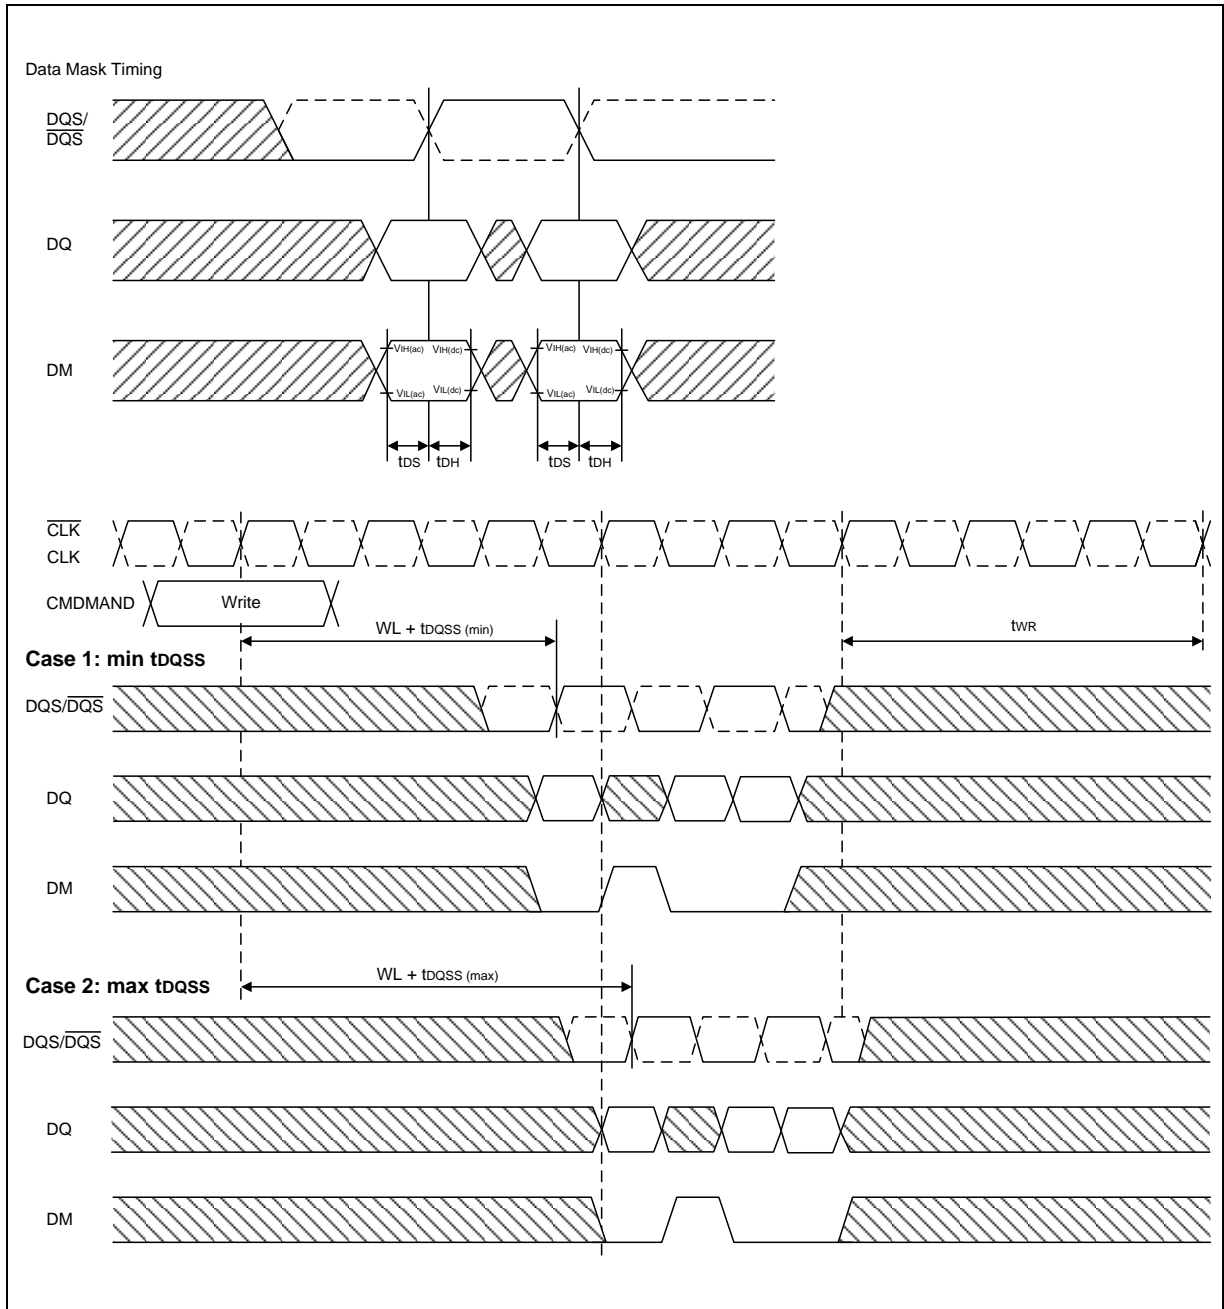 Data Mask Timing
DQS/
DQS
DQ
DM
VIH(ac) VIH(dc) VIH(ac) VIH(dc)
VIL(ac) VIL(dc) VIL(ac) VIL(dc)
tDS tDH tDS tDH
CLK
CLK
CMDMAND Write
WL + tDQSS (min) tWR
Case 1: min tDQSS
DQS/DQS
DQ
DM
WL + tDQSS (max)
Case 2: max tDQSS
DQS/DQS
DQ
DM